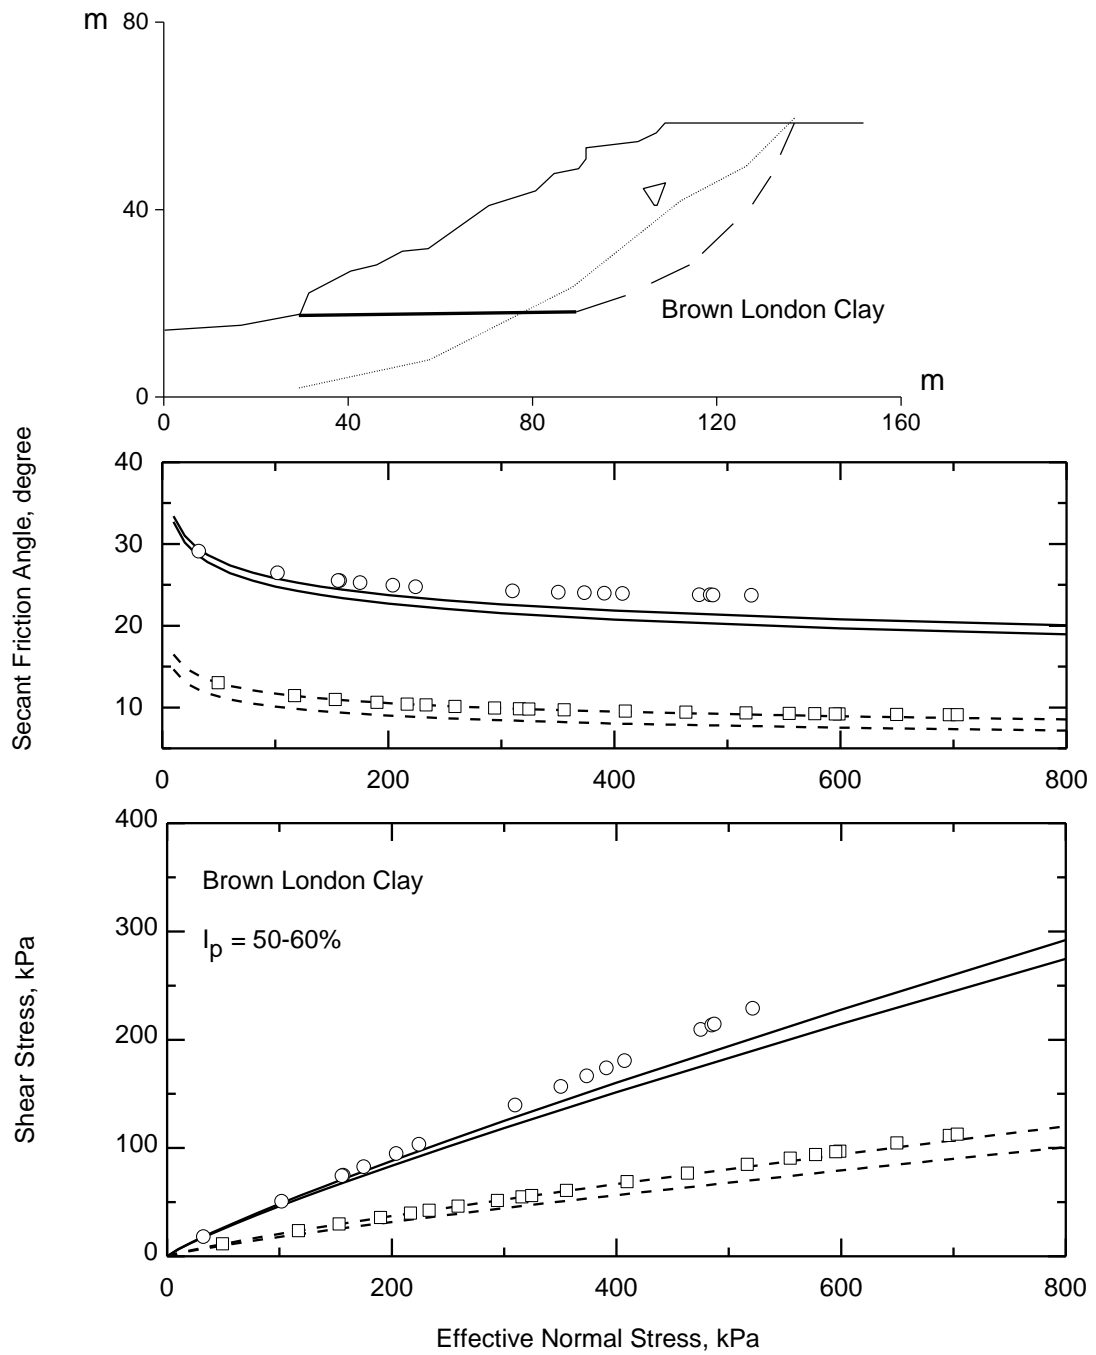 m
80
40
0
Brown London Clay
m
0 40 80 120 160
Secant Friction Angle, degree
40
30
20
10
0 200 400 600 800
Shear Stress, kPa
400
300
200
100
0
Brown London Clay
Ip = 50-60%
0 200 400 600 800
Effective Normal Stress, kPa